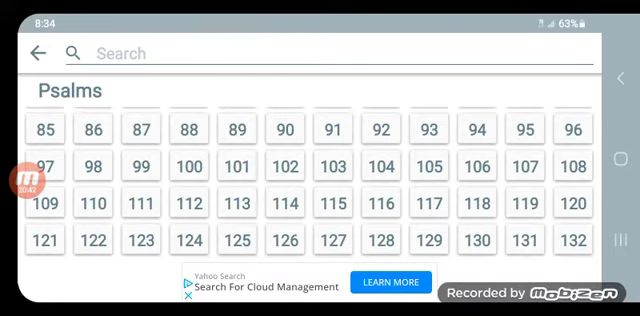 8:34 63%
Search
Psalms
85 86 87 88 89 90 91 92 93 94 95 96
97 98 99 100 101 102 103 104 105 106 107 108
20:42
109 110 111 112 113 114 115 116 117 118 119 120
121 122 123 124 125 126 127 128 129 130 131 132
Yahoo Search
Search For Cloud Management
LEARN MORE
Recorded by mobizen